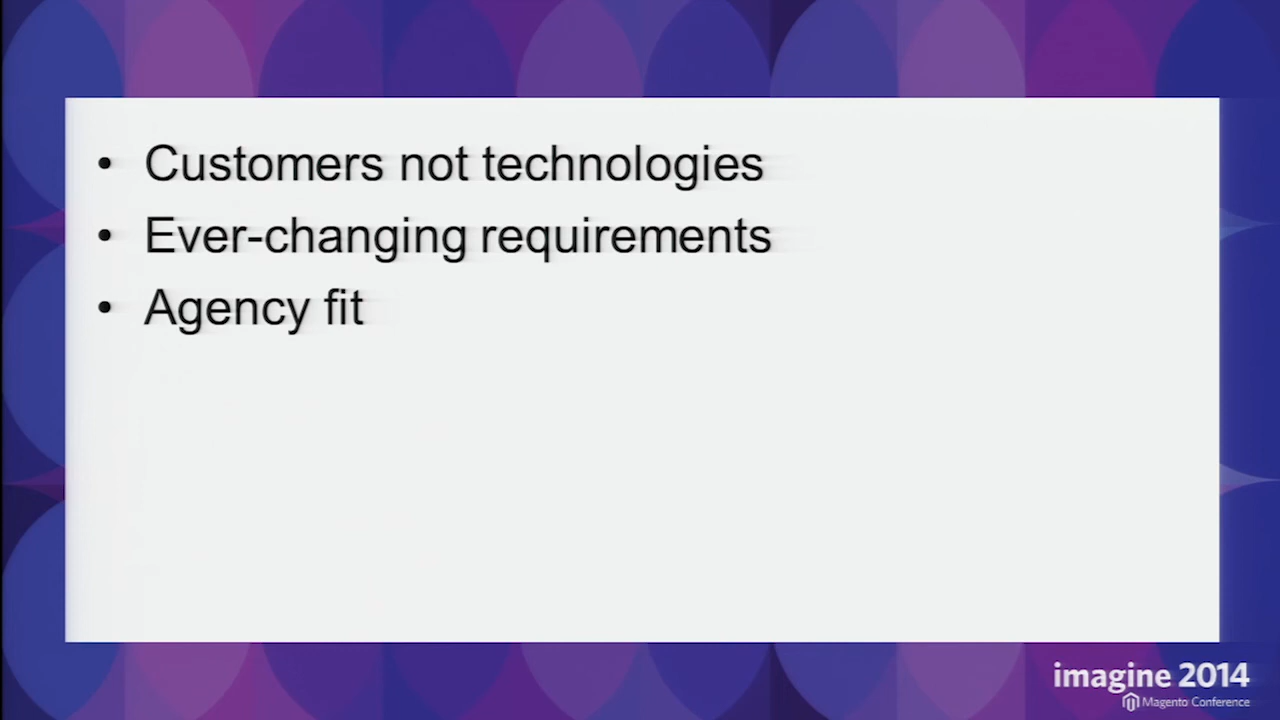 • Customers not technologies
• Ever-changing requirements
• Agency fit
imagine 2014
Magento Conference